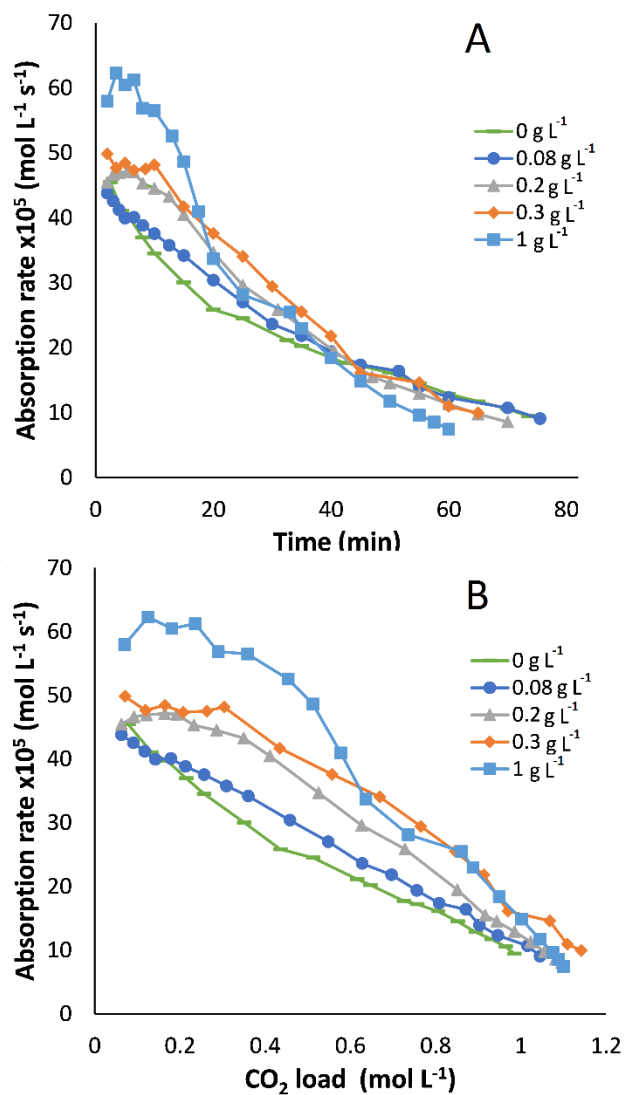 A
70
60
50
40
30
20
10
0
Absorption rate x10⁵ (mol L⁻¹ s⁻¹)
0 g L⁻¹
0.08 g L⁻¹
0.2 g L⁻¹
0.3 g L⁻¹
1 g L⁻¹
0 20 40 60 80
Time (min)
B
70
60
50
40
30
20
10
0
Absorption rate x10⁵ (mol L⁻¹ s⁻¹)
0 g L⁻¹
0.08 g L⁻¹
0.2 g L⁻¹
0.3 g L⁻¹
1 g L⁻¹
0 0.2 0.4 0.6 0.8 1 1.2
CO₂ load (mol L⁻¹)